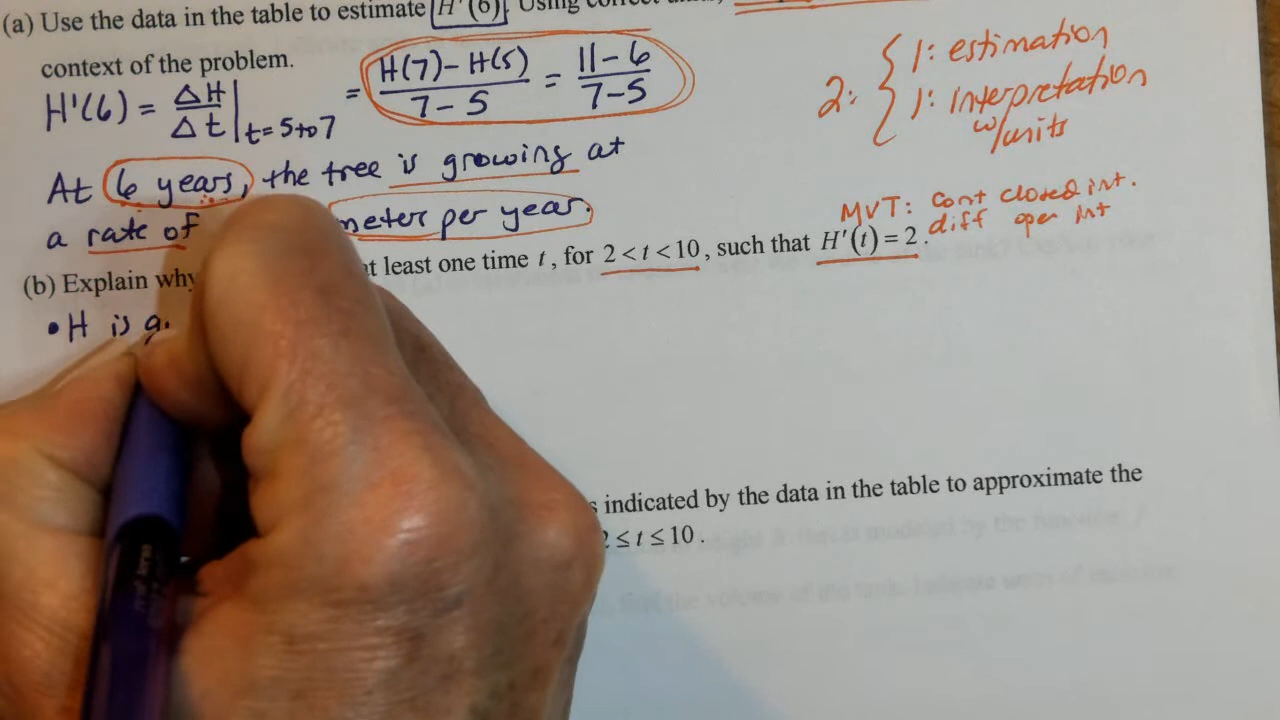 (a) Use the data in the table to estimate H'(6). Using correct
context of the problem.
H'(6) = ΔH/Δt | t=5 to 7 = H(7)-H(5)/7-5 = 11-6/7-5
2: { 1: estimation
1: interpretation
w/units
At 6 years, the tree is growing at
a rate of meter per year.
MVT: Cont closed int.
diff open int
(b) Explain why at least one time t, for 2 < t < 10, such that H'(t) = 2.
• H is
indicated by the data in the table to approximate the
≤ t ≤ 10.